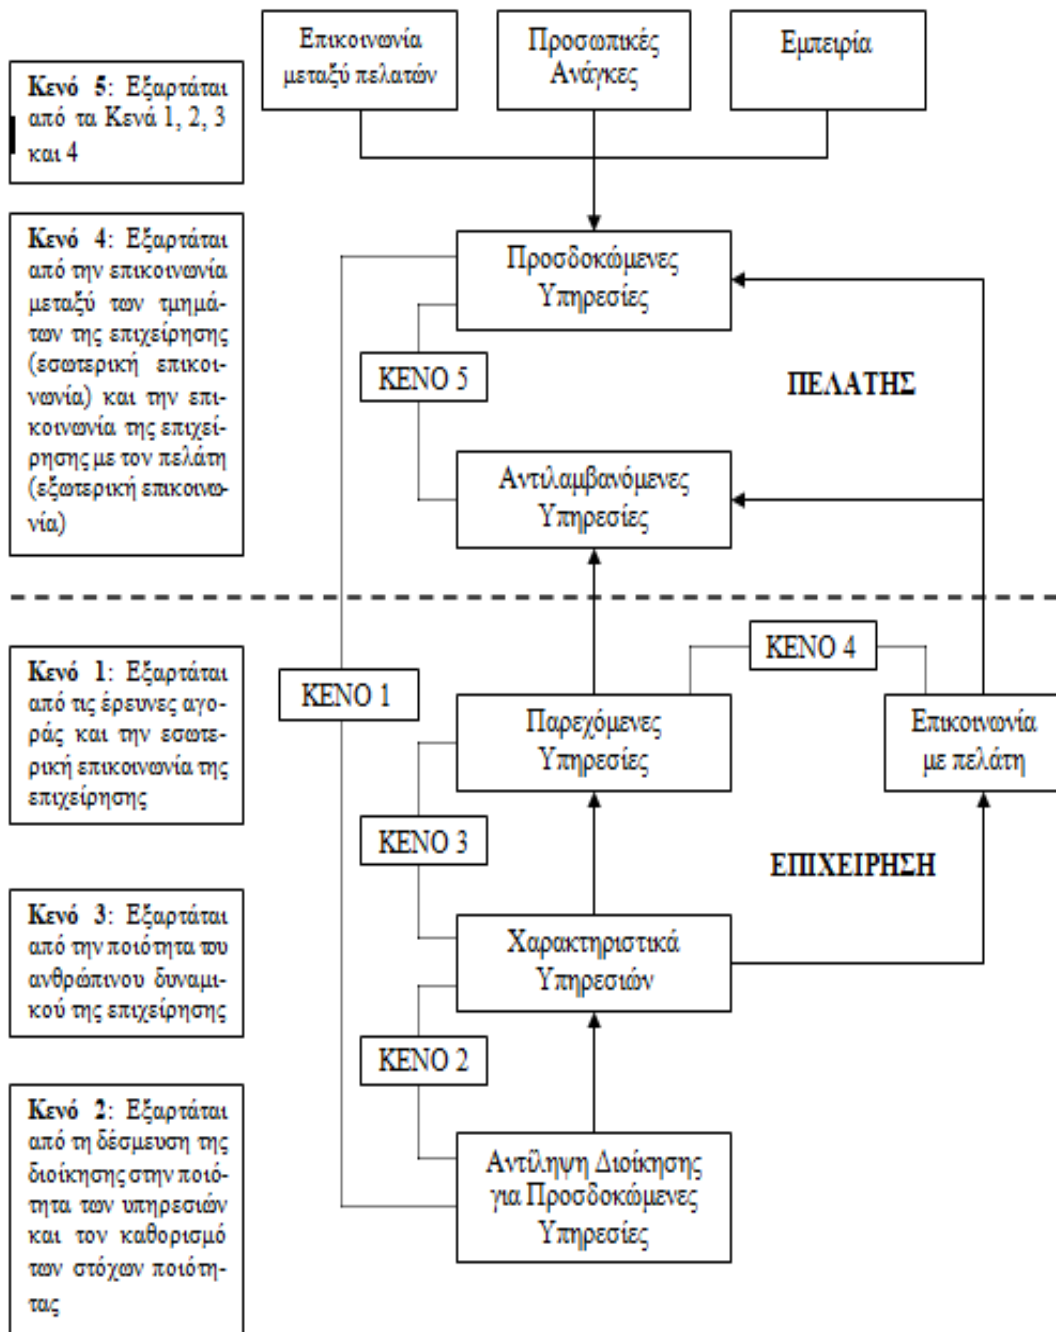 Επικοινωνία
μεταξύ πελατών
Προσωπικές
Ανάγκες
Εμπειρία
Κενό 5: Εξαρτάται
από τα Κενά 1, 2, 3
και 4
Κενό 4: Εξαρτάται
από την επικοινωνία
μεταξύ των τμημά-
των της επιχείρησης
(εσωτερική επικοι-
νωνία) και την επι-
κοινωνία της επιχεί-
ρησης με τον πελάτη
(εξωτερική επικοινω-
νία)
Προσδοκώμενες
Υπηρεσίες
ΚΕΝΟ 5
ΠΕΛΑΤΗΣ
Αντιλαμβανόμενες
Υπηρεσίες
Κενό 1: Εξαρτάται
από τις έρευνες αγο-
ράς και την εσωτε-
ρική επικοινωνία της
επιχείρησης
ΚΕΝΟ 1
ΚΕΝΟ 4
Παρεχόμενες
Υπηρεσίες
Επικοινωνία
με πελάτη
ΚΕΝΟ 3
ΕΠΙΧΕΙΡΗΣΗ
Κενό 3: Εξαρτάται
από την ποιότητα του
ανθρώπινου δυναμι-
κού της επιχείρησης
Χαρακτηριστικά
Υπηρεσιών
ΚΕΝΟ 2
Κενό 2: Εξαρτάται
από τη δέσμευση της
διοίκησης στην ποιό-
τητα των υπηρεσιών
και τον καθορισμό
των στόχων ποιότη-
τας
Αντίληψη Διοίκησης
για Προσδοκώμενες
Υπηρεσίες